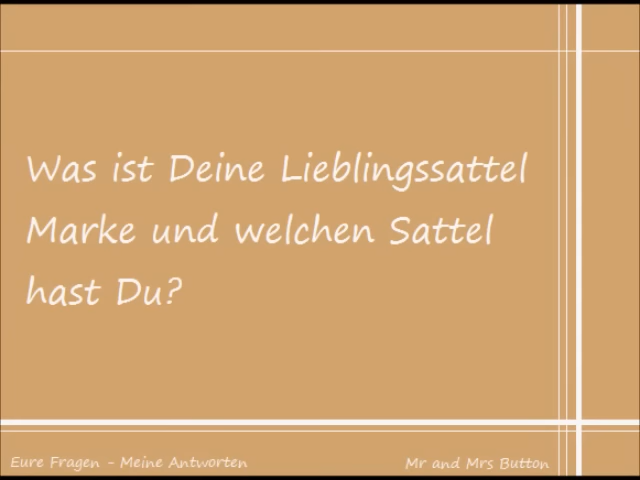 Was ist Deine Lieblingssattel
Marke und welchen Sattel
hast Du?
Eure Fragen - Meine Antworten
Mr and Mrs Button